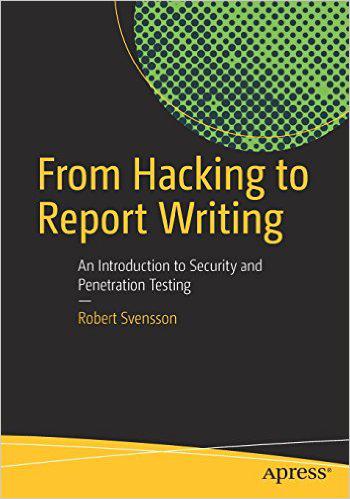 From Hacking to
Report Writing
An Introduction to Security and
Penetration Testing
—
Robert Svensson
Apress®